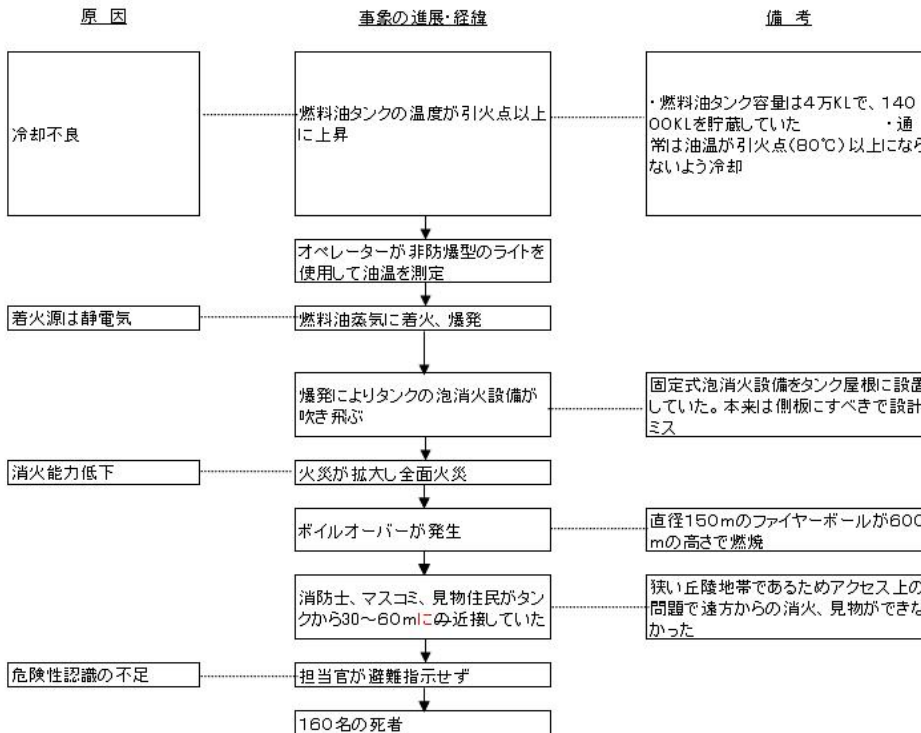 原 因
事象の進展・経緯
備 考
冷却不良
燃料油タンクの温度が引火点以上
に上昇
・燃料油タンク容量は4万KLで、140
00KLを貯蔵していた ・通
常は油温が引火点(80℃)以上になら
ないよう冷却
オペレーターが非防爆型のライトを
使用して油温を測定
着火源は静電気
燃料油蒸気に着火、爆発
爆発によりタンクの泡消火設備が
吹き飛ぶ
固定式泡消火設備をタンク屋根に設置
していた。本来は側板にすべきで設計
ミス
消火能力低下
火災が拡大し全面火災
ボイルオーバーが発生
直径150mのファイヤーボールが600
mの高さで燃焼
消防士、マスコミ、見物住民がタン
クから30~60mにの近接していた
狭い丘陵地帯であるためアクセス上の
問題で遠方からの消火、見物ができな
かった
危険性認識の不足
担当官が避難指示せず
160名の死者